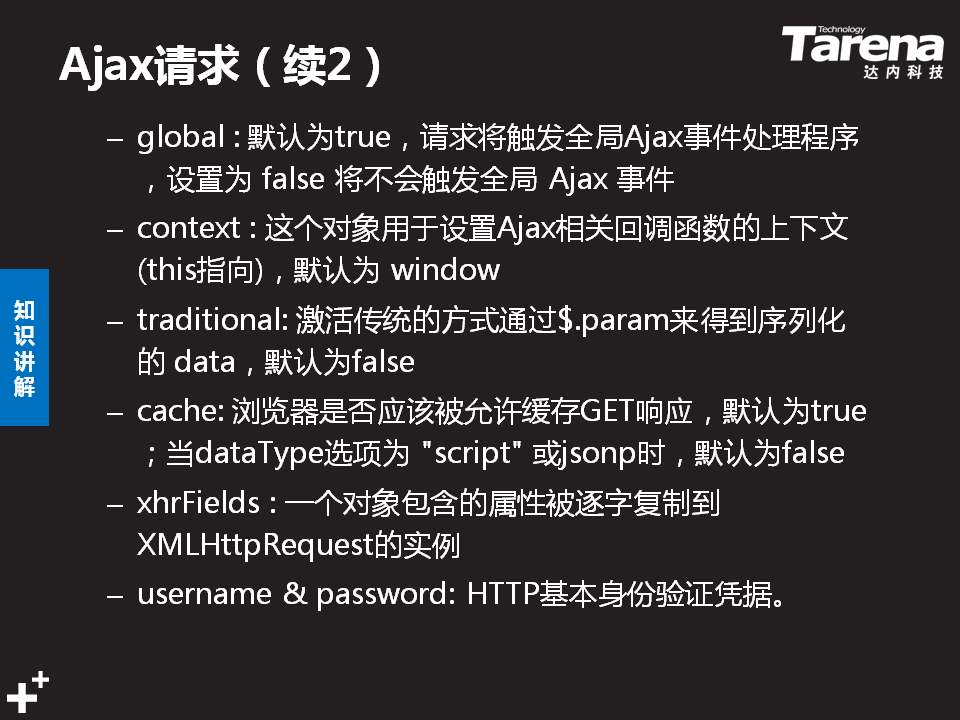 Ajax请求（续2）
Technology
Tarena
达内科技
– global : 默认为true，请求将触发全局Ajax事件处理程序
，设置为 false 将不会触发全局 Ajax 事件
– context : 这个对象用于设置Ajax相关回调函数的上下文
(this指向)，默认为 window
– traditional: 激活传统的方式通过$.param来得到序列化
的 data，默认为false
– cache: 浏览器是否应该被允许缓存GET响应，默认为true
；当dataType选项为 "script" 或jsonp时，默认为false
– xhrFields : 一个对象包含的属性被逐字复制到
XMLHttpRequest的实例
– username & password: HTTP基本身份验证凭据。
知
识
讲
解